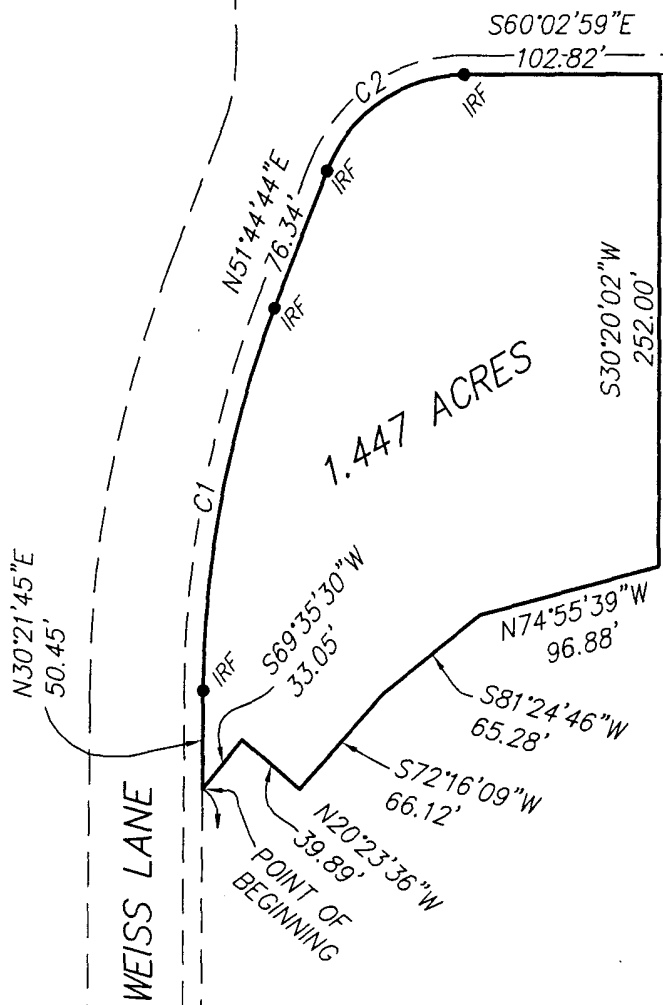 S60°02'59"E
102.82'
C2
IRF
IRF
N51°44'44"E
76.34'
IRF
S30°20'02"W
252.00'
1.447 ACRES
C1
N30°21'45"E
50.45'
IRF
S69°35'30"W
33.05'
N74°55'39"W
96.88'
S81°24'46"W
65.28'
S72°16'09"W
66.12'
N20°23'36"W
39.89'
POINT OF
BEGINNING
WEISS LANE